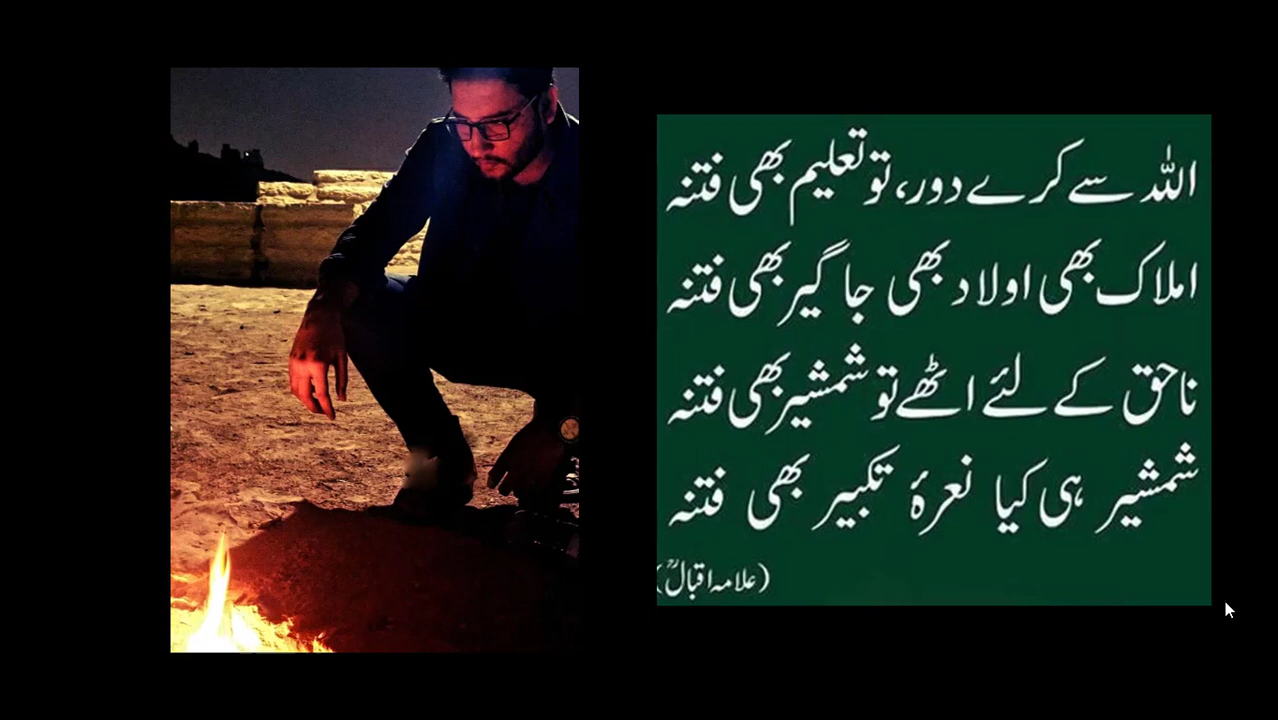 اللہ سے کرے دور، تو تعلیم بھی فتنہ
املاک بھی اولاد بھی جاگیر بھی فتنہ
ناحق کے لئے اٹھے تو شمشیر بھی فتنہ
شمشیر ہی کیا نعرۂ تکبیر بھی فتنہ
(علامہ اقبالؒ)